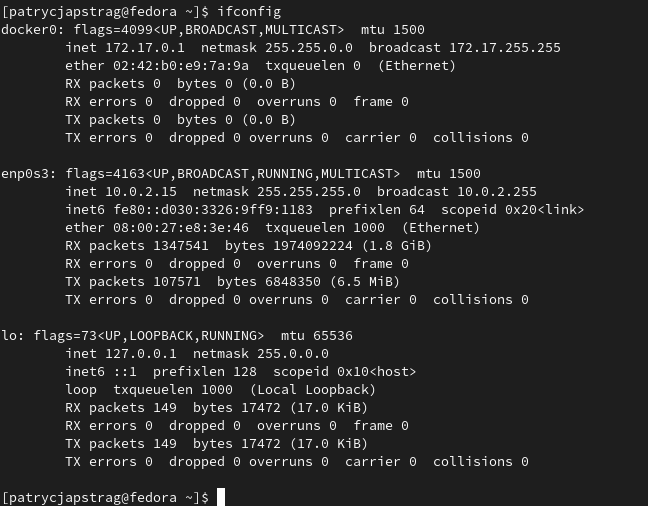 [patrycjapstrag@fedora ~]$ ifconfig
docker0: flags=4099<UP,BROADCAST,MULTICAST>  mtu 1500
        inet 172.17.0.1  netmask 255.255.0.0  broadcast 172.17.255.255
        ether 02:42:b0:e9:7a:9a  txqueuelen 0  (Ethernet)
        RX packets 0  bytes 0 (0.0 B)
        RX errors 0  dropped 0  overruns 0  frame 0
        TX packets 0  bytes 0 (0.0 B)
        TX errors 0  dropped 0 overruns 0  carrier 0  collisions 0

enp0s3: flags=4163<UP,BROADCAST,RUNNING,MULTICAST>  mtu 1500
        inet 10.0.2.15  netmask 255.255.255.0  broadcast 10.0.2.255
        inet6 fe80::d030:3326:9ff9:1183  prefixlen 64  scopeid 0x20<link>
        ether 08:00:27:e8:3e:46  txqueuelen 1000  (Ethernet)
        RX packets 1347541  bytes 1974092224 (1.8 GiB)
        RX errors 0  dropped 0  overruns 0  frame 0
        TX packets 107571  bytes 6848350 (6.5 MiB)
        TX errors 0  dropped 0 overruns 0  carrier 0  collisions 0

lo: flags=73<UP,LOOPBACK,RUNNING>  mtu 65536
        inet 127.0.0.1  netmask 255.0.0.0
        inet6 ::1  prefixlen 128  scopeid 0x10<host>
        loop  txqueuelen 1000  (Local Loopback)
        RX packets 149  bytes 17472 (17.0 KiB)
        RX errors 0  dropped 0  overruns 0  frame 0
        TX packets 149  bytes 17472 (17.0 KiB)
        TX errors 0  dropped 0 overruns 0  carrier 0  collisions 0

[patrycjapstrag@fedora ~]$